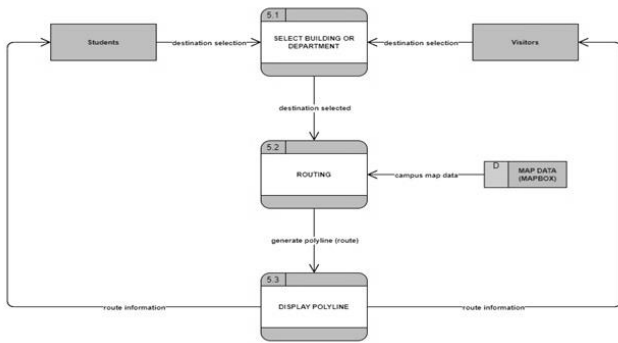 5.1
Students
destination selection
SELECT BUILDING OR
DEPARTMENT
destination selection
Visitors
destination selected
5.2
ROUTING
campus map data
D
MAP DATA
(MAPBOX)
generate polyline (route)
5.3
DISPLAY POLYLINE
route information
route information